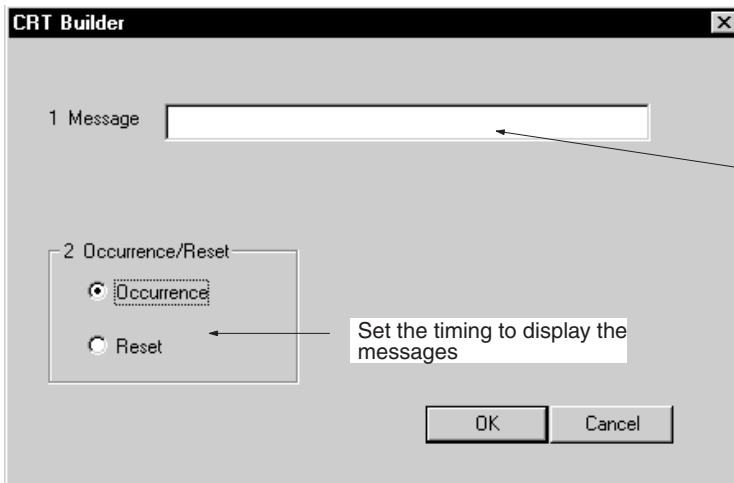 CRT Builder
1 Message
2 Occurrence/Reset
Occurrence
Reset
Set the timing to display the
messages
OK
Cancel